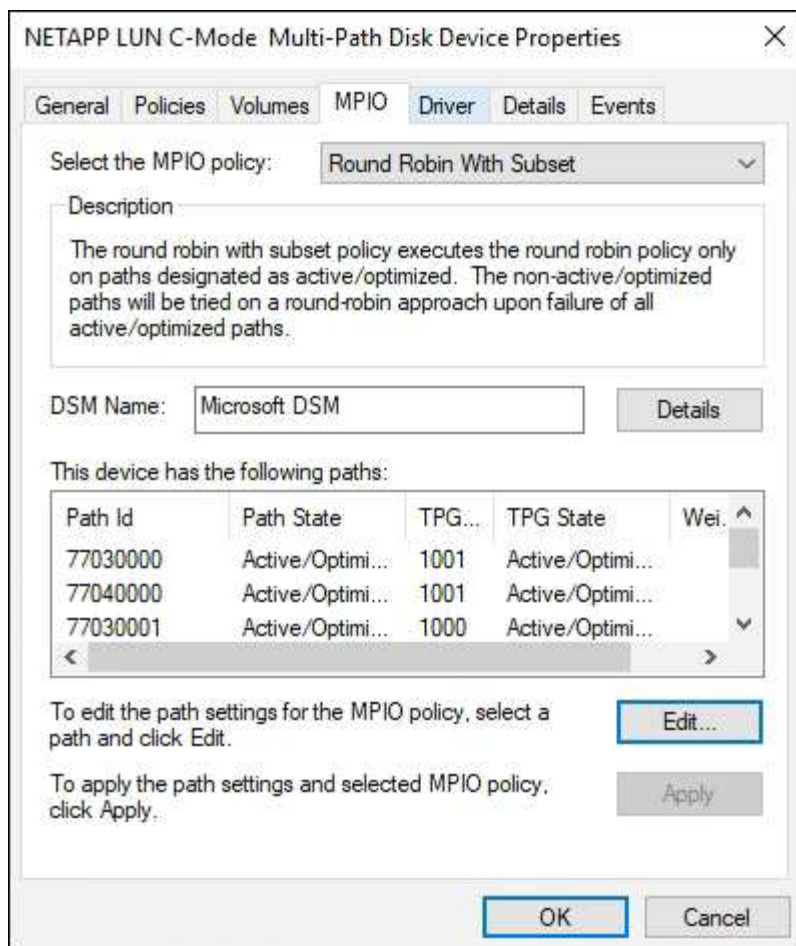 NETAPP LUN C-Mode  Multi-Path Disk Device Properties
General Policies Volumes MPIO Driver Details Events
Select the MPIO policy: Round Robin With Subset
Description
The round robin with subset policy executes the round robin policy only
on paths designated as active/optimized.  The non-active/optimized
paths will be tried on a round-robin approach upon failure of all
active/optimized paths.
DSM Name: Microsoft DSM Details
This device has the following paths:
Path Id Path State TPG... TPG State Wei.
77030000 Active/Optimi... 1001 Active/Optimi...
77040000 Active/Optimi... 1001 Active/Optimi...
77030001 Active/Optimi... 1000 Active/Optimi...
To edit the path settings for the MPIO policy, select a
path and click Edit.
Edit...
To apply the path settings and selected MPIO policy,
click Apply.
Apply
OK Cancel